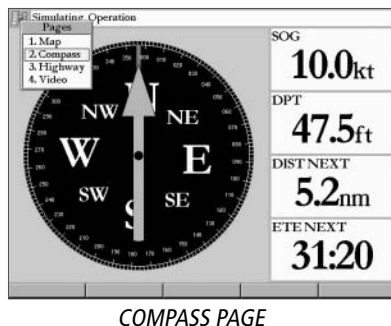 Simulating Operation
Pages
1. Map
2. Compass
3. Highway
4. Video
SOG
10.0kt
DPT
47.5ft
DIST NEXT
5.2nm
ETE NEXT
31:20
N
NW
NE
W
E
SW
SE
S
COMPASS PAGE